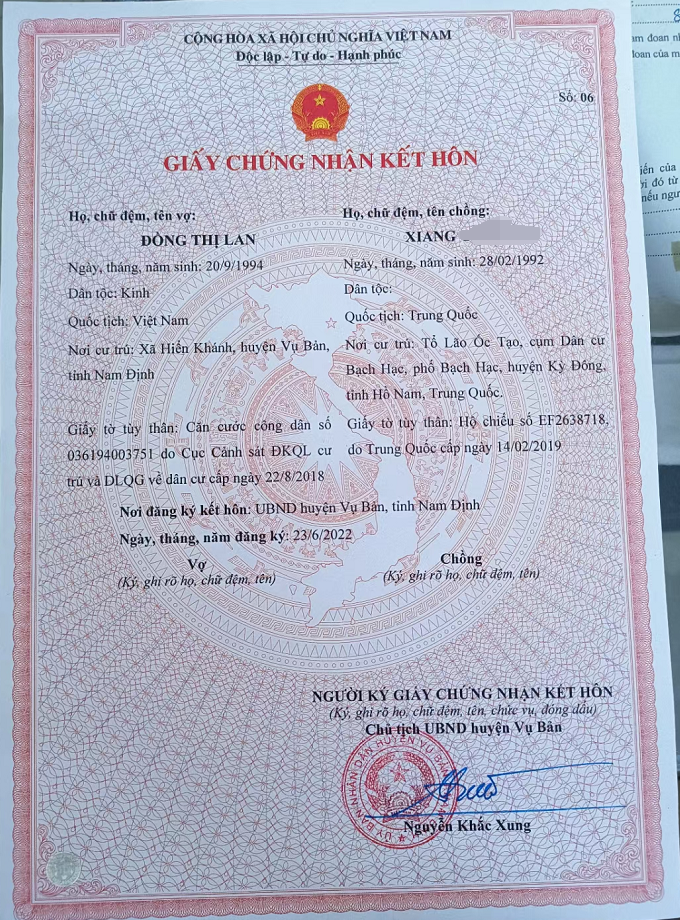 CỘNG HÒA XÃ HỘI CHỦ NGHĨA VIỆT NAM
Độc lập - Tự do - Hạnh phúc
Số: 06
GIẤY CHỨNG NHẬN KẾT HÔN
Họ, chữ đệm, tên vợ:
ĐỒNG THỊ LAN
Ngày, tháng, năm sinh: 20/9/1994
Dân tộc: Kinh
Quốc tịch: Việt Nam
Nơi cư trú: Xã Hiển Khánh, huyện Vụ Bản,
tỉnh Nam Định
Giấy tờ tùy thân: Căn cước công dân số
036194003751 do Cục Cảnh sát ĐKQL cư
trú và DLQG về dân cư cấp ngày 22/8/2018
Họ, chữ đệm, tên chồng:
XIANG
Ngày, tháng, năm sinh: 28/02/1992
Dân tộc:
Quốc tịch: Trung Quốc
Nơi cư trú: Tổ Lão Óc Tạo, cụm Dân cư
Bạch Hạc, phố Bạch Hạc, huyện Kỳ Đông,
tỉnh Hồ Nam, Trung Quốc.
Giấy tờ tùy thân: Hộ chiếu số EF2638718,
do Trung Quốc cấp ngày 14/02/2019
Nơi đăng ký kết hôn: UBND huyện Vụ Bản, tỉnh Nam Định
Ngày, tháng, năm đăng ký: 23/6/2022
Vợ
(Ký, ghi rõ họ, chữ đệm, tên)
Chồng
(Ký, ghi rõ họ, chữ đệm, tên)
NGƯỜI KÝ GIẤY CHỨNG NHẬN KẾT HÔN
(Ký, ghi rõ họ, chữ đệm, tên, chức vụ, đóng dấu)
Chủ tịch UBND huyện Vụ Bản
Nguyễn Khắc Xung